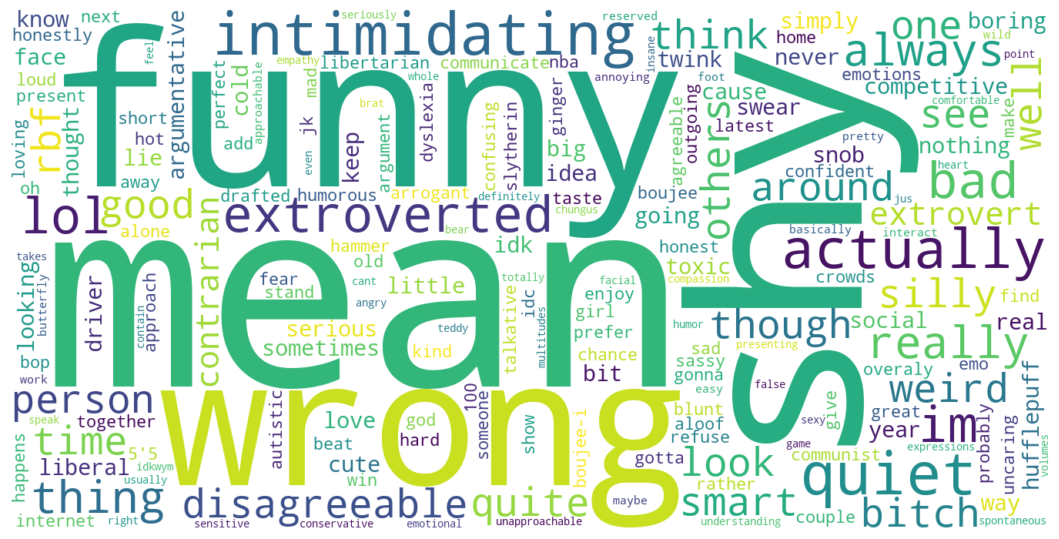 know
honestly
next
face
loud
present
short
thought
hot
loving
rbf
lie
oh
away
argumentative
feel
funny
seriously
reserved
intimidating
empathy
libertarian
communicate
nba
perfect
cold
approachable
add
mad
whole
brat
jk
even
keep
dyslexia
argument
definitely
annoying
confusing
slytherin
ginger
big
idea
taste
chungus
insane
think
twink
foot
cause
agreeable
outgoing
others
simply
home
never
wild
swear
latest
pretty
shy
one
boring
always
point
emotions
competitive
comfortable
make
well
see
nothing
snob
confident
heart
bad
jus
lol
good
alone
contrarian
drafted
humorous
arrogant
extroverted
boujee
going
around
extrovert
basically
interact
actually
crowds
takes
butterfly
looking
driver
contain
approach
bop
work
mean
hammer
old
bear
idk
fear
cant
totally
stand
angry
little
serious
sometimes
teddy
kind
talkative
multitudes
idc
facial
enjoy
girl
prefer
chance
bit
honest
toxic
compassion
humor
though
social
silly
find
real
really
sad
presenting
sassy
gonna
easy
false
overaly
emo
weird
hufflepuff
person
speak
together
time
happens
5'5
idkwym
liberal
usually
thing
internet
right
wrong
autistic
love
god
100
beat
hard
cute
win
someone
show
boujee-i
maybe
disagreeable
sensitive
conservative
emotional
quite
unapproachable
blunt
aloof
refuse
gotta
look
rather
smart
understanding
sexy
game
give
great
year
im
probably
communist
expressions
quiet
couple
bitch
way
uncaring
spontaneous
volumes